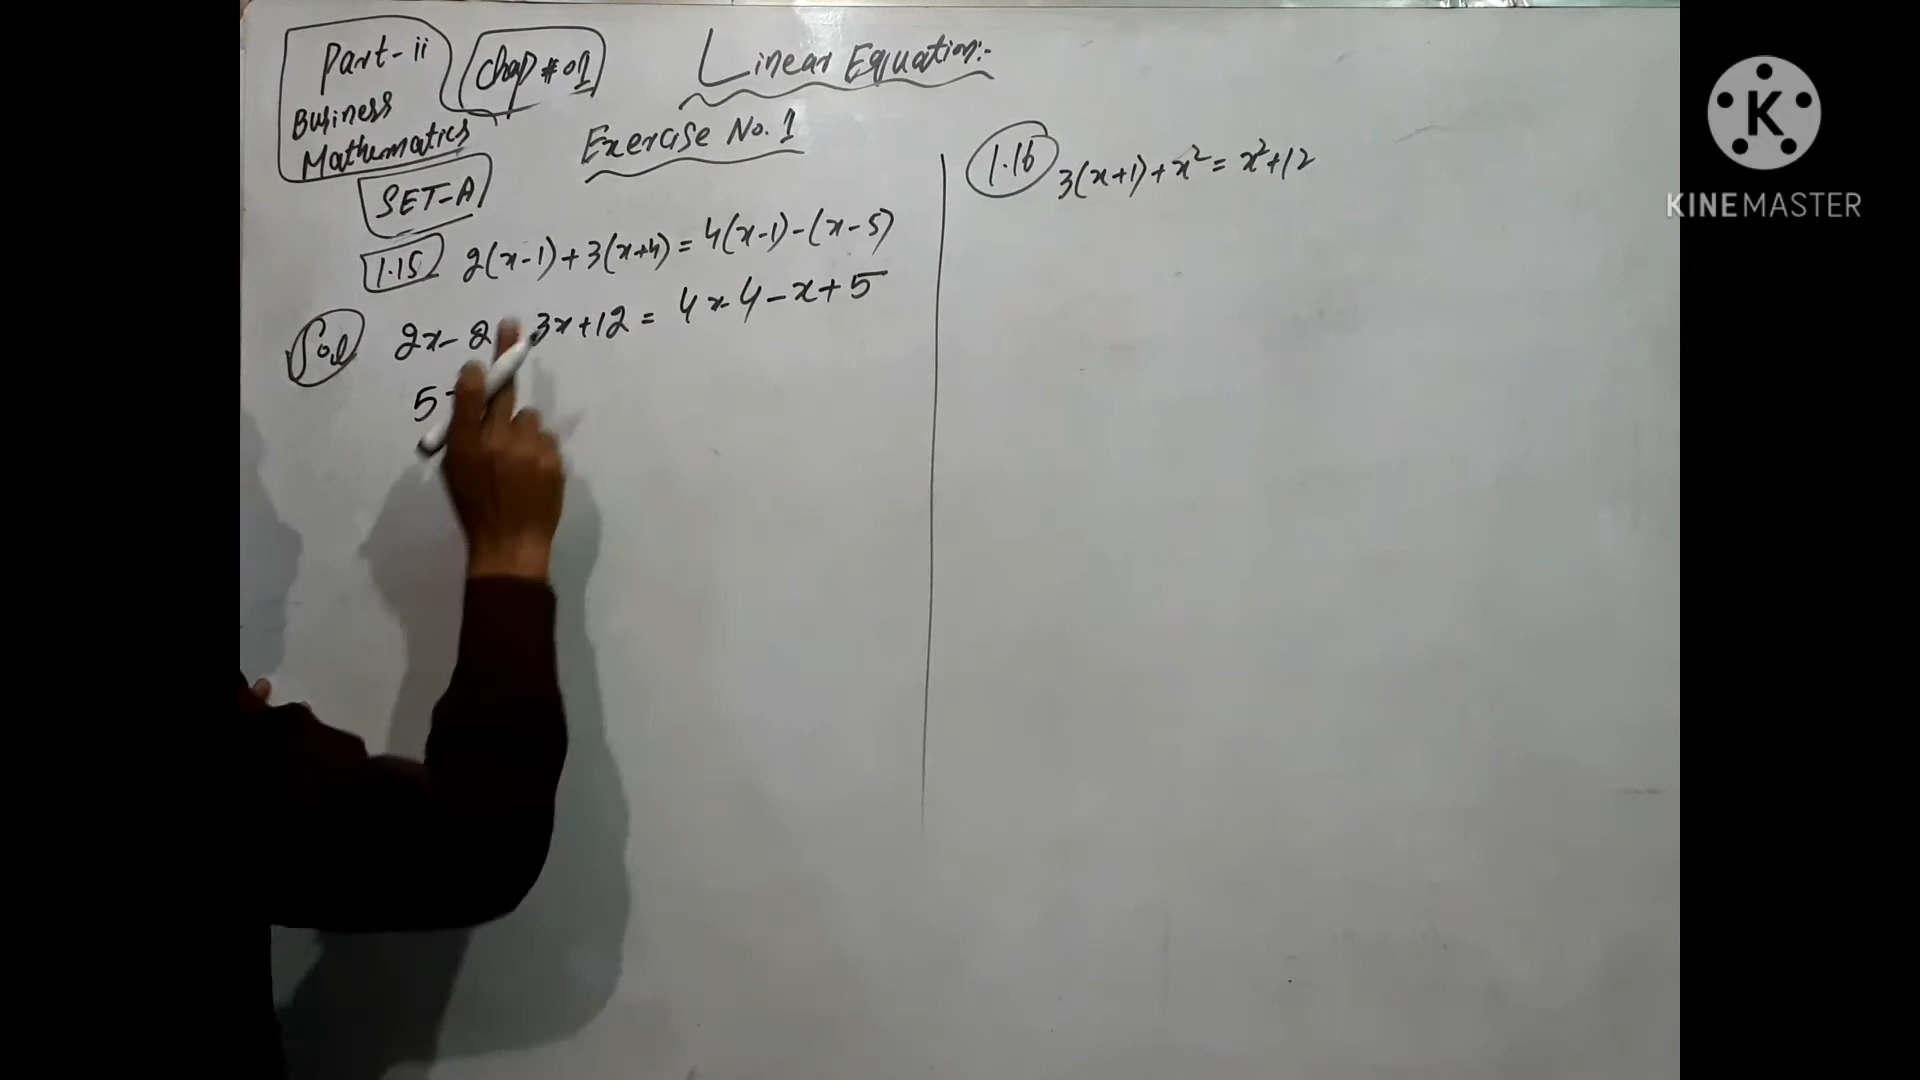 Part-ii
Business
Mathematics
Chap # 01
Linear Equation:-
Exercise No. 1
SET-A
1.15 2(x-1)+3(x+4)=4(x-1)-(x-5)
Sol 2x-2 3x+12 = 4x-4-x+5
5
1.16 3(x+1)+x²=x²+12
K
KINEMASTER